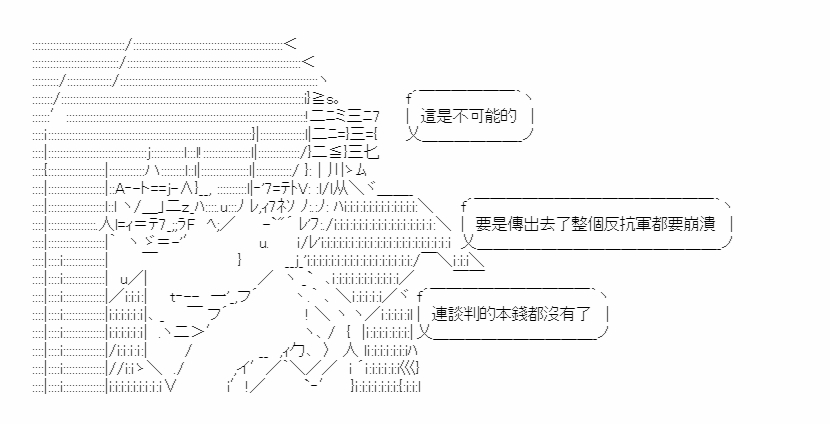 這是不可能的
要是傳出去了整個反抗軍都要崩潰
連談判的本錢都沒有了